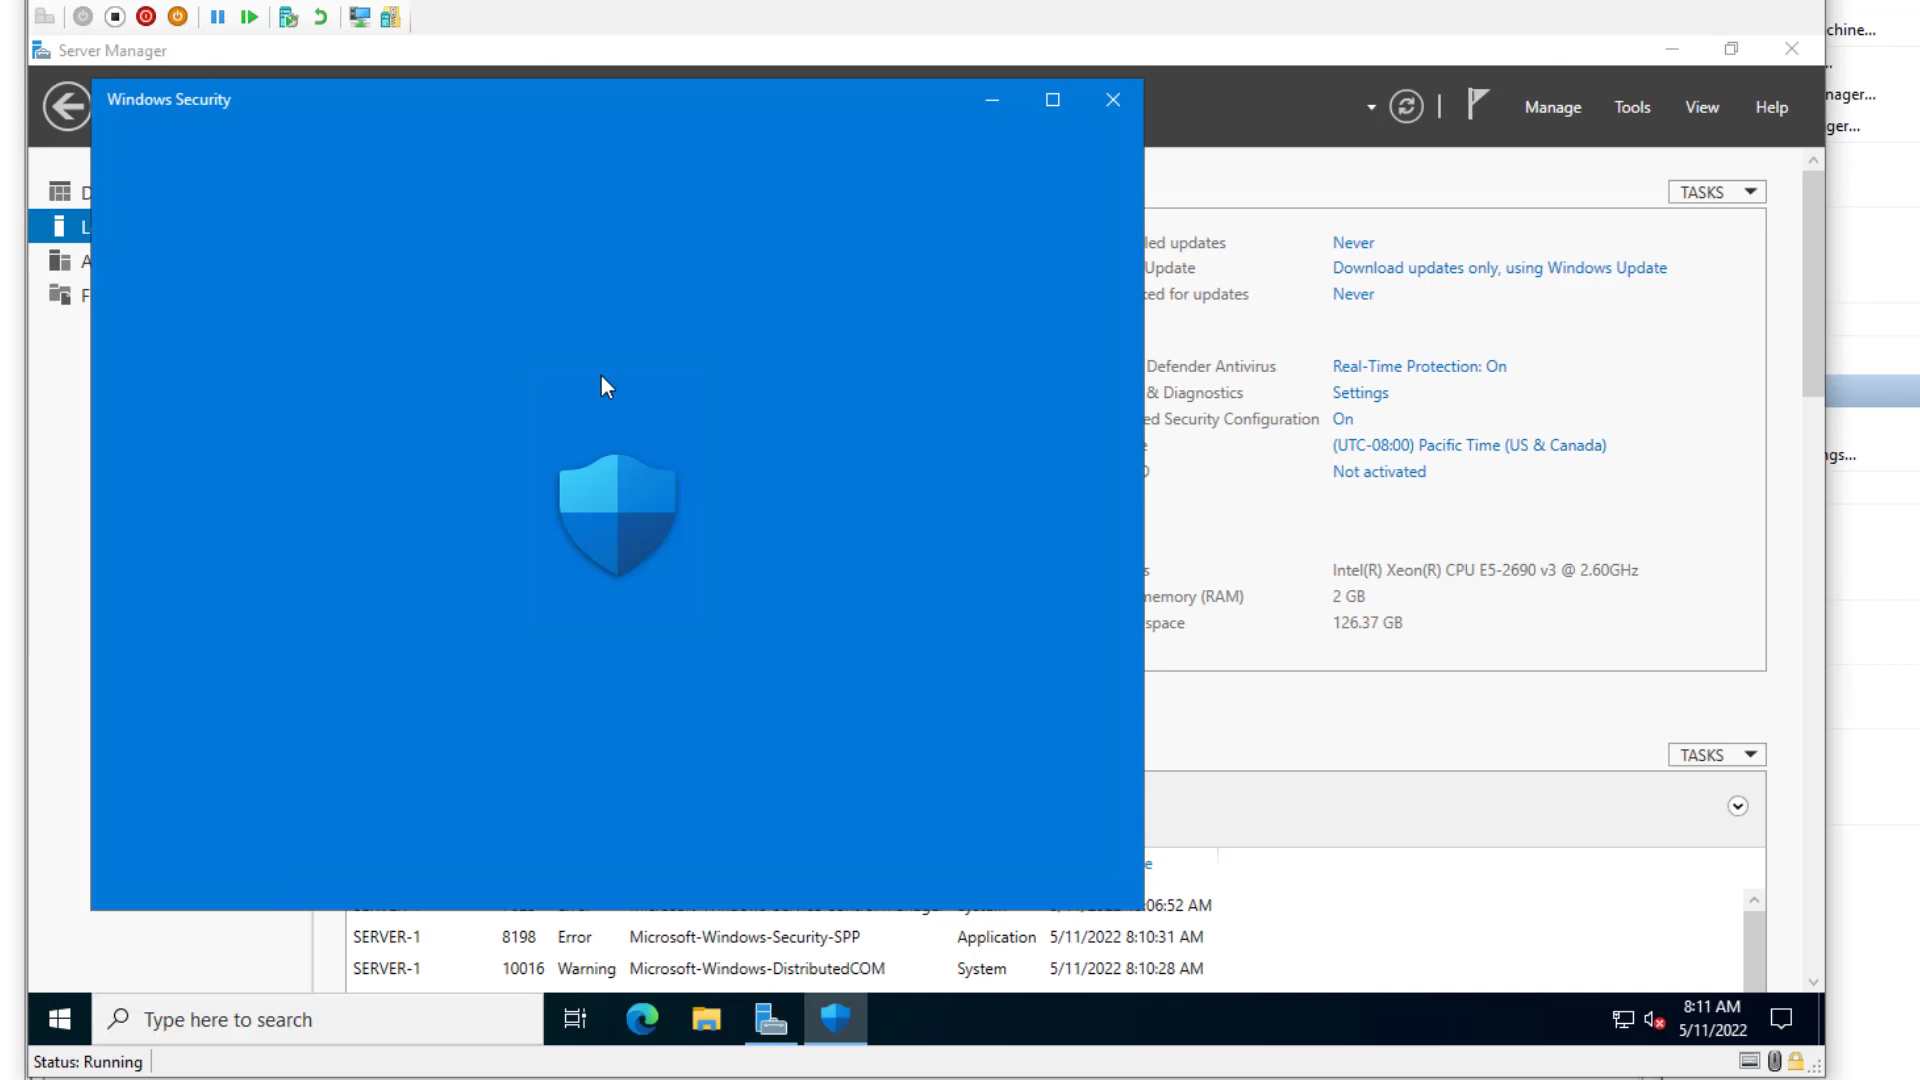 chine...
Server Manager
Windows Security
Manage
Tools
View
Help
nager...
ger...
TASKS
D
L
A
F
led updates
Never
Update
Download updates only, using Windows Update
ked for updates
Never
Defender Antivirus
Real-Time Protection: On
& Diagnostics
Settings
ed Security Configuration
On
e
(UTC-08:00) Pacific Time (US & Canada)
Not activated
ngs...
s
Intel(R) Xeon(R) CPU E5-2690 v3 @ 2.60GHz
memory (RAM)
2 GB
space
126.37 GB
TASKS
e
:06:52 AM
SERVER-1 8198 Error Microsoft-Windows-Security-SPP Application 5/11/2022 8:10:31 AM
SERVER-1 10016 Warning Microsoft-Windows-DistributedCOM System 5/11/2022 8:10:28 AM
Type here to search
8:11 AM
5/11/2022
Status: Running